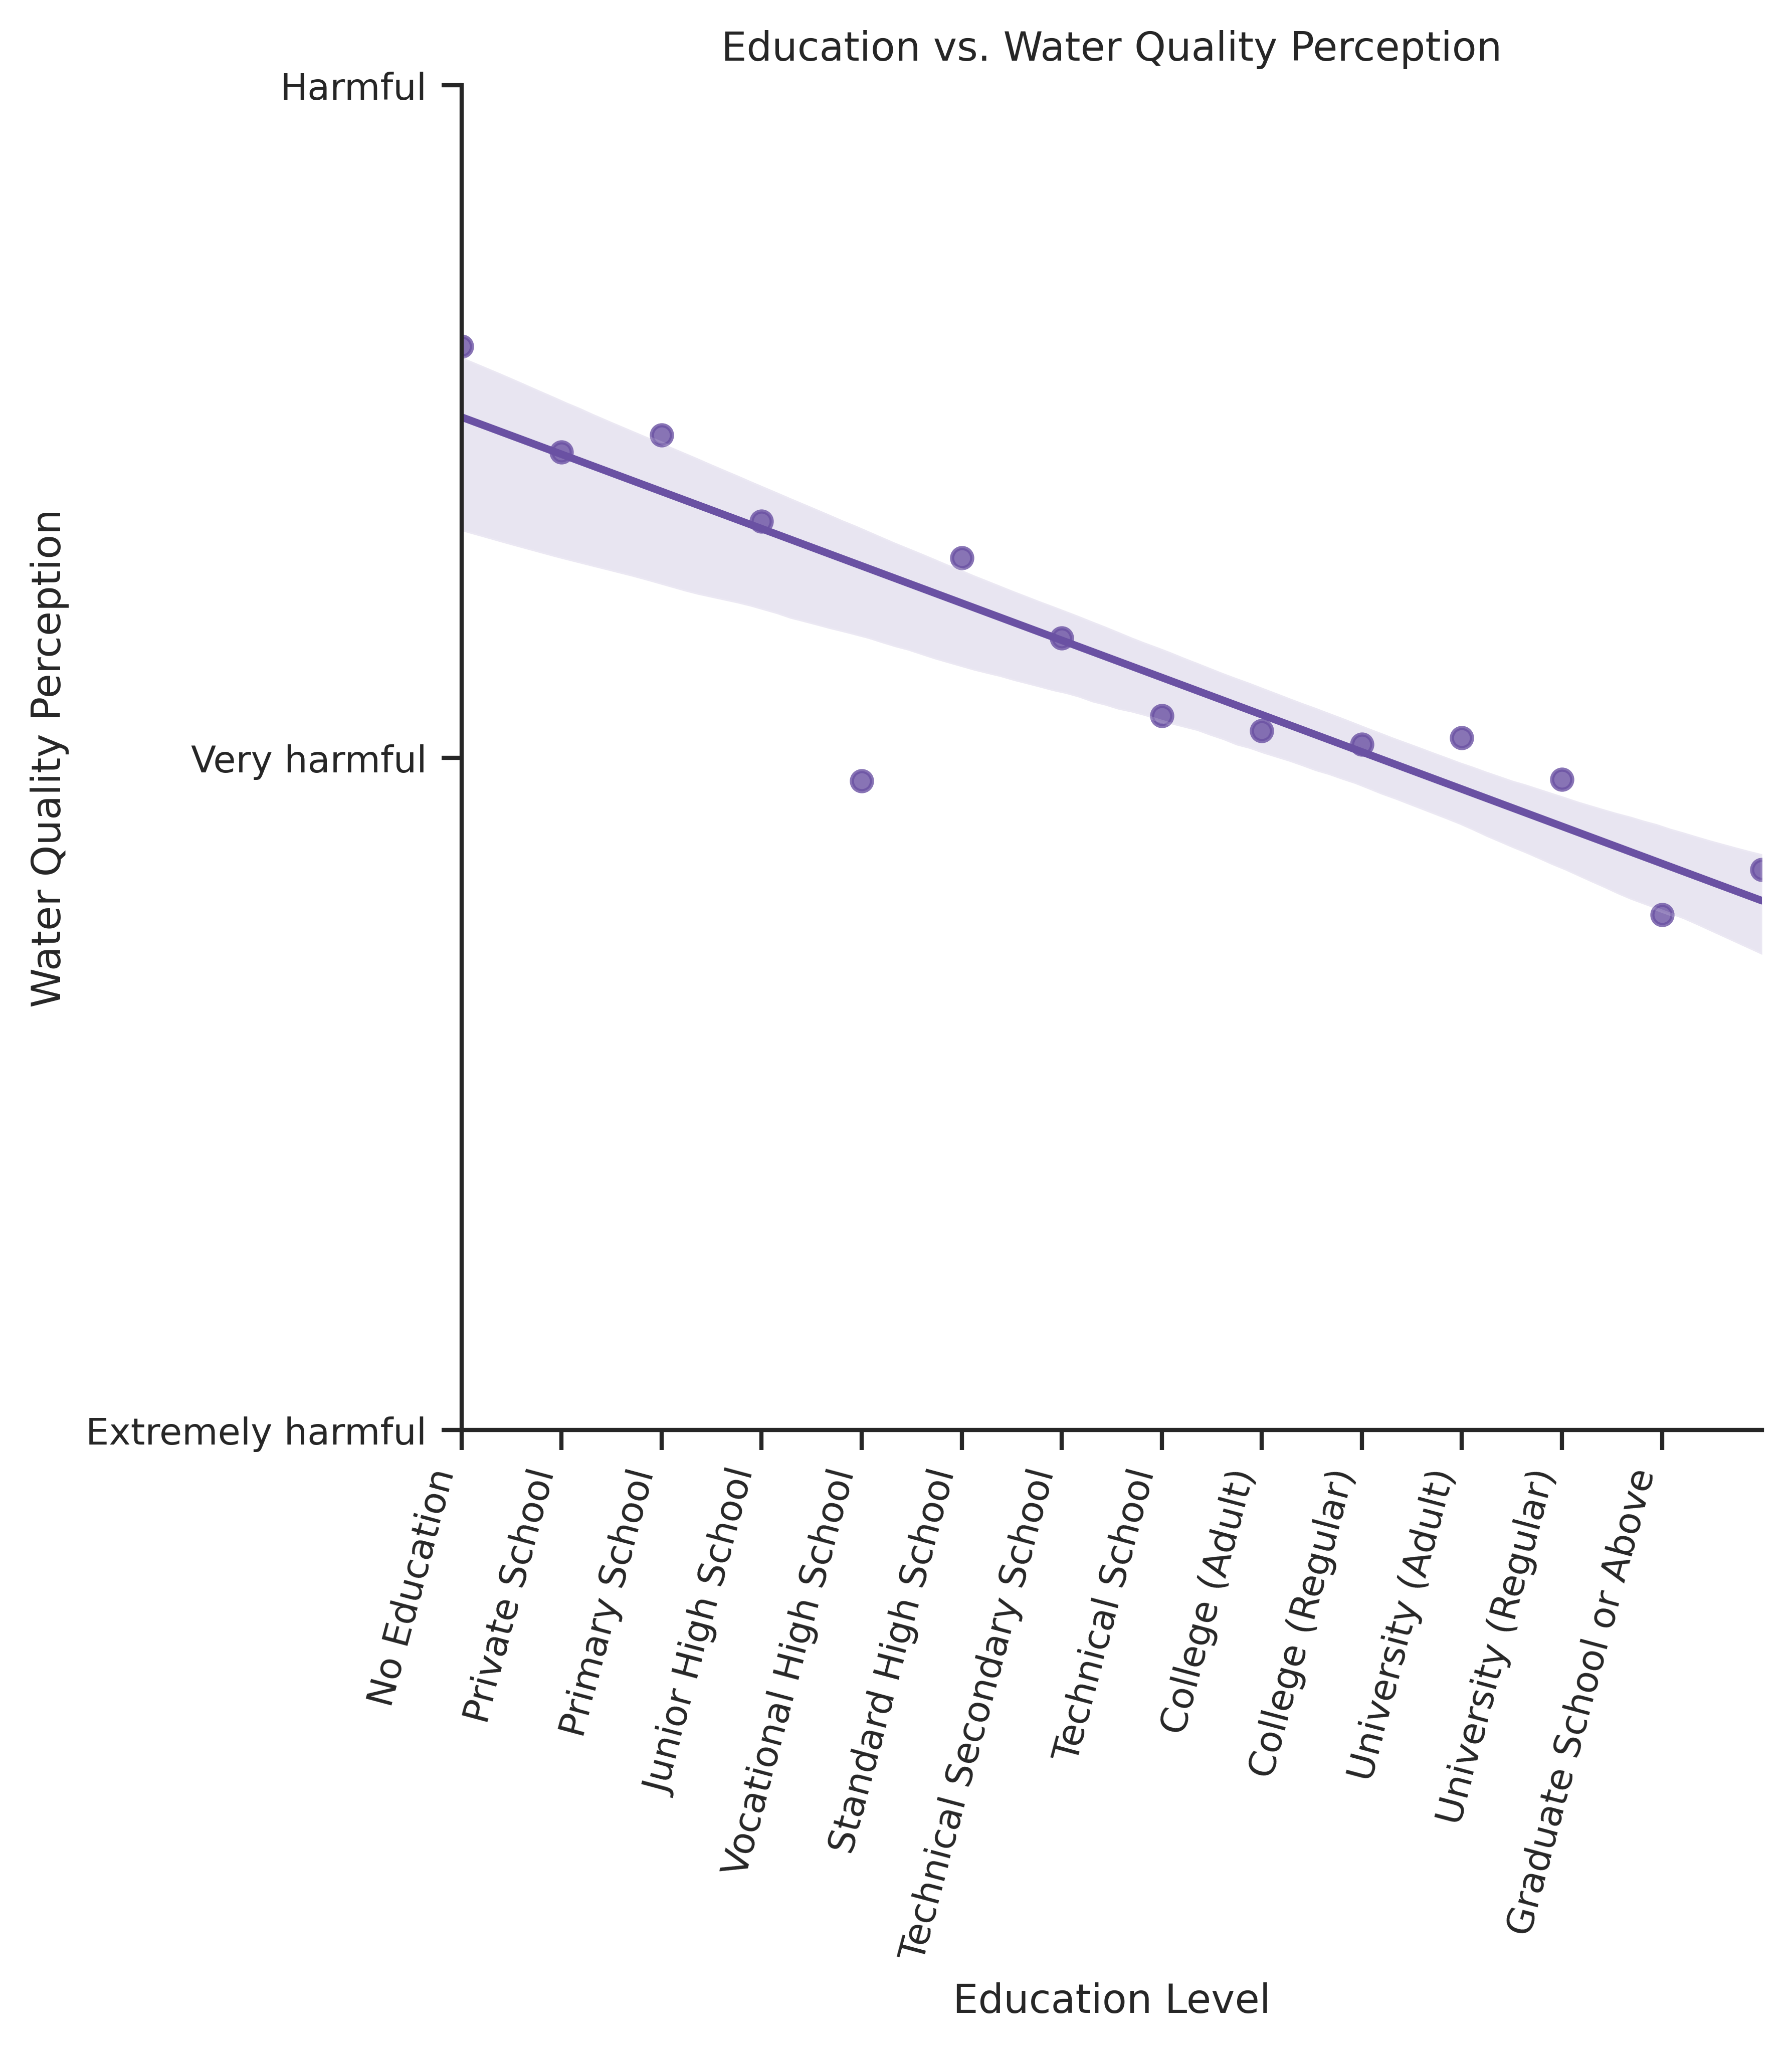 Education vs. Water Quality Perception
Harmful
Very harmful
Extremely harmful
Water Quality Perception
No Education
Private School
Primary School
Junior High School
Vocational High School
Standard High School
Technical Secondary School
Technical School
College (Adult)
College (Regular)
University (Adult)
University (Regular)
Graduate School or Above
Education Level